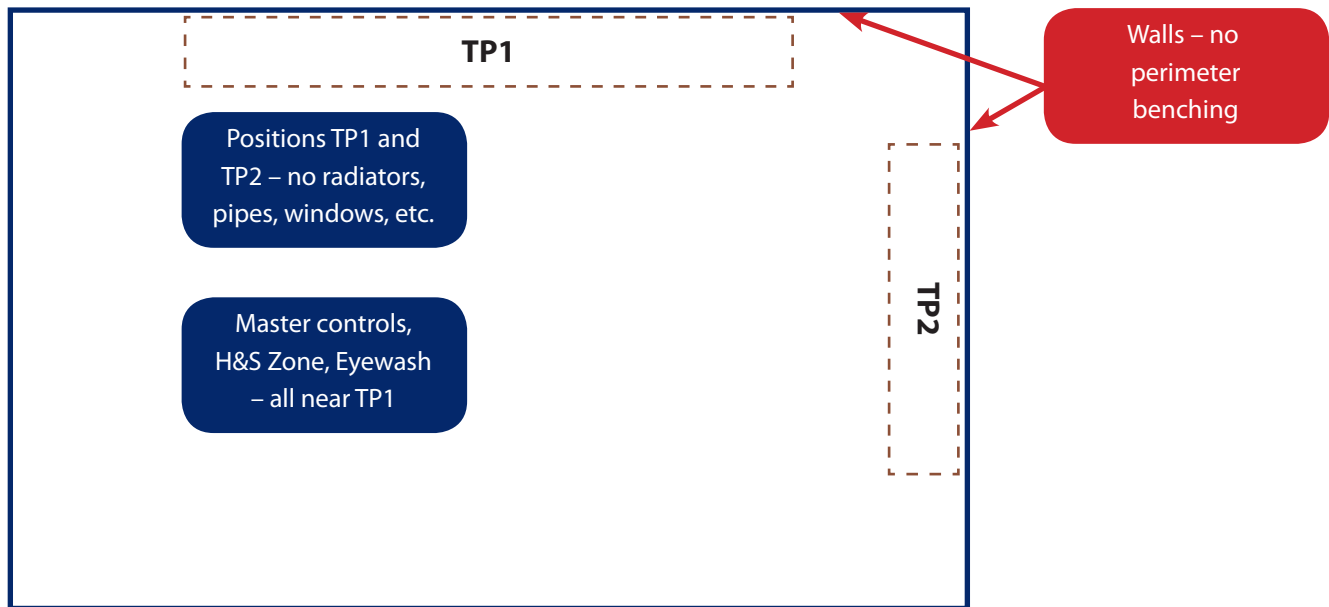 TP1
Walls – no
perimeter
benching
Positions TP1 and
TP2 – no radiators,
pipes, windows, etc.
TP2
Master controls,
H&S Zone, Eyewash
– all near TP1